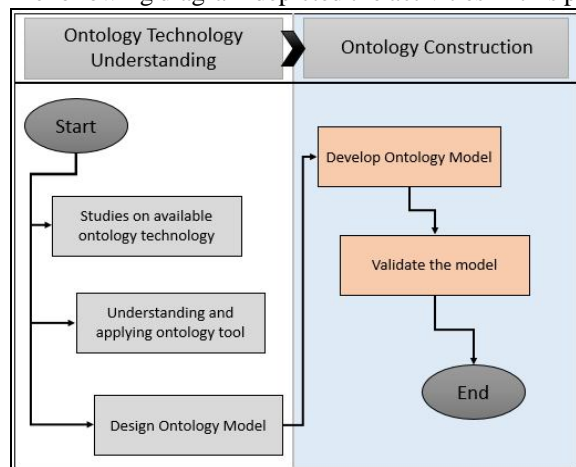 Ontology Technology
Understanding
Ontology Construction
Start
Studies on available
ontology technology
Understanding and
applying ontology tool
Design Ontology Model
Develop Ontology Model
Validate the model
End